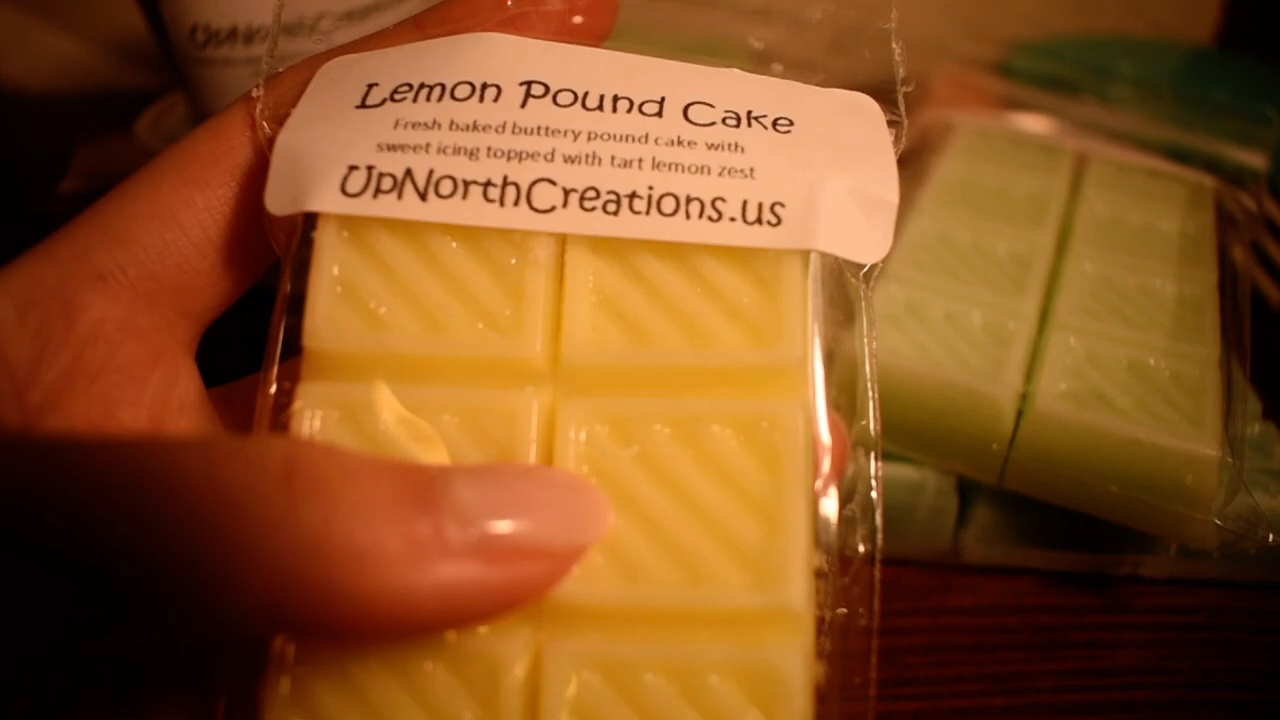 Lemon Pound Cake
Fresh baked buttery pound cake with
sweet icing topped with tart lemon zest
UpNorthCreations.us